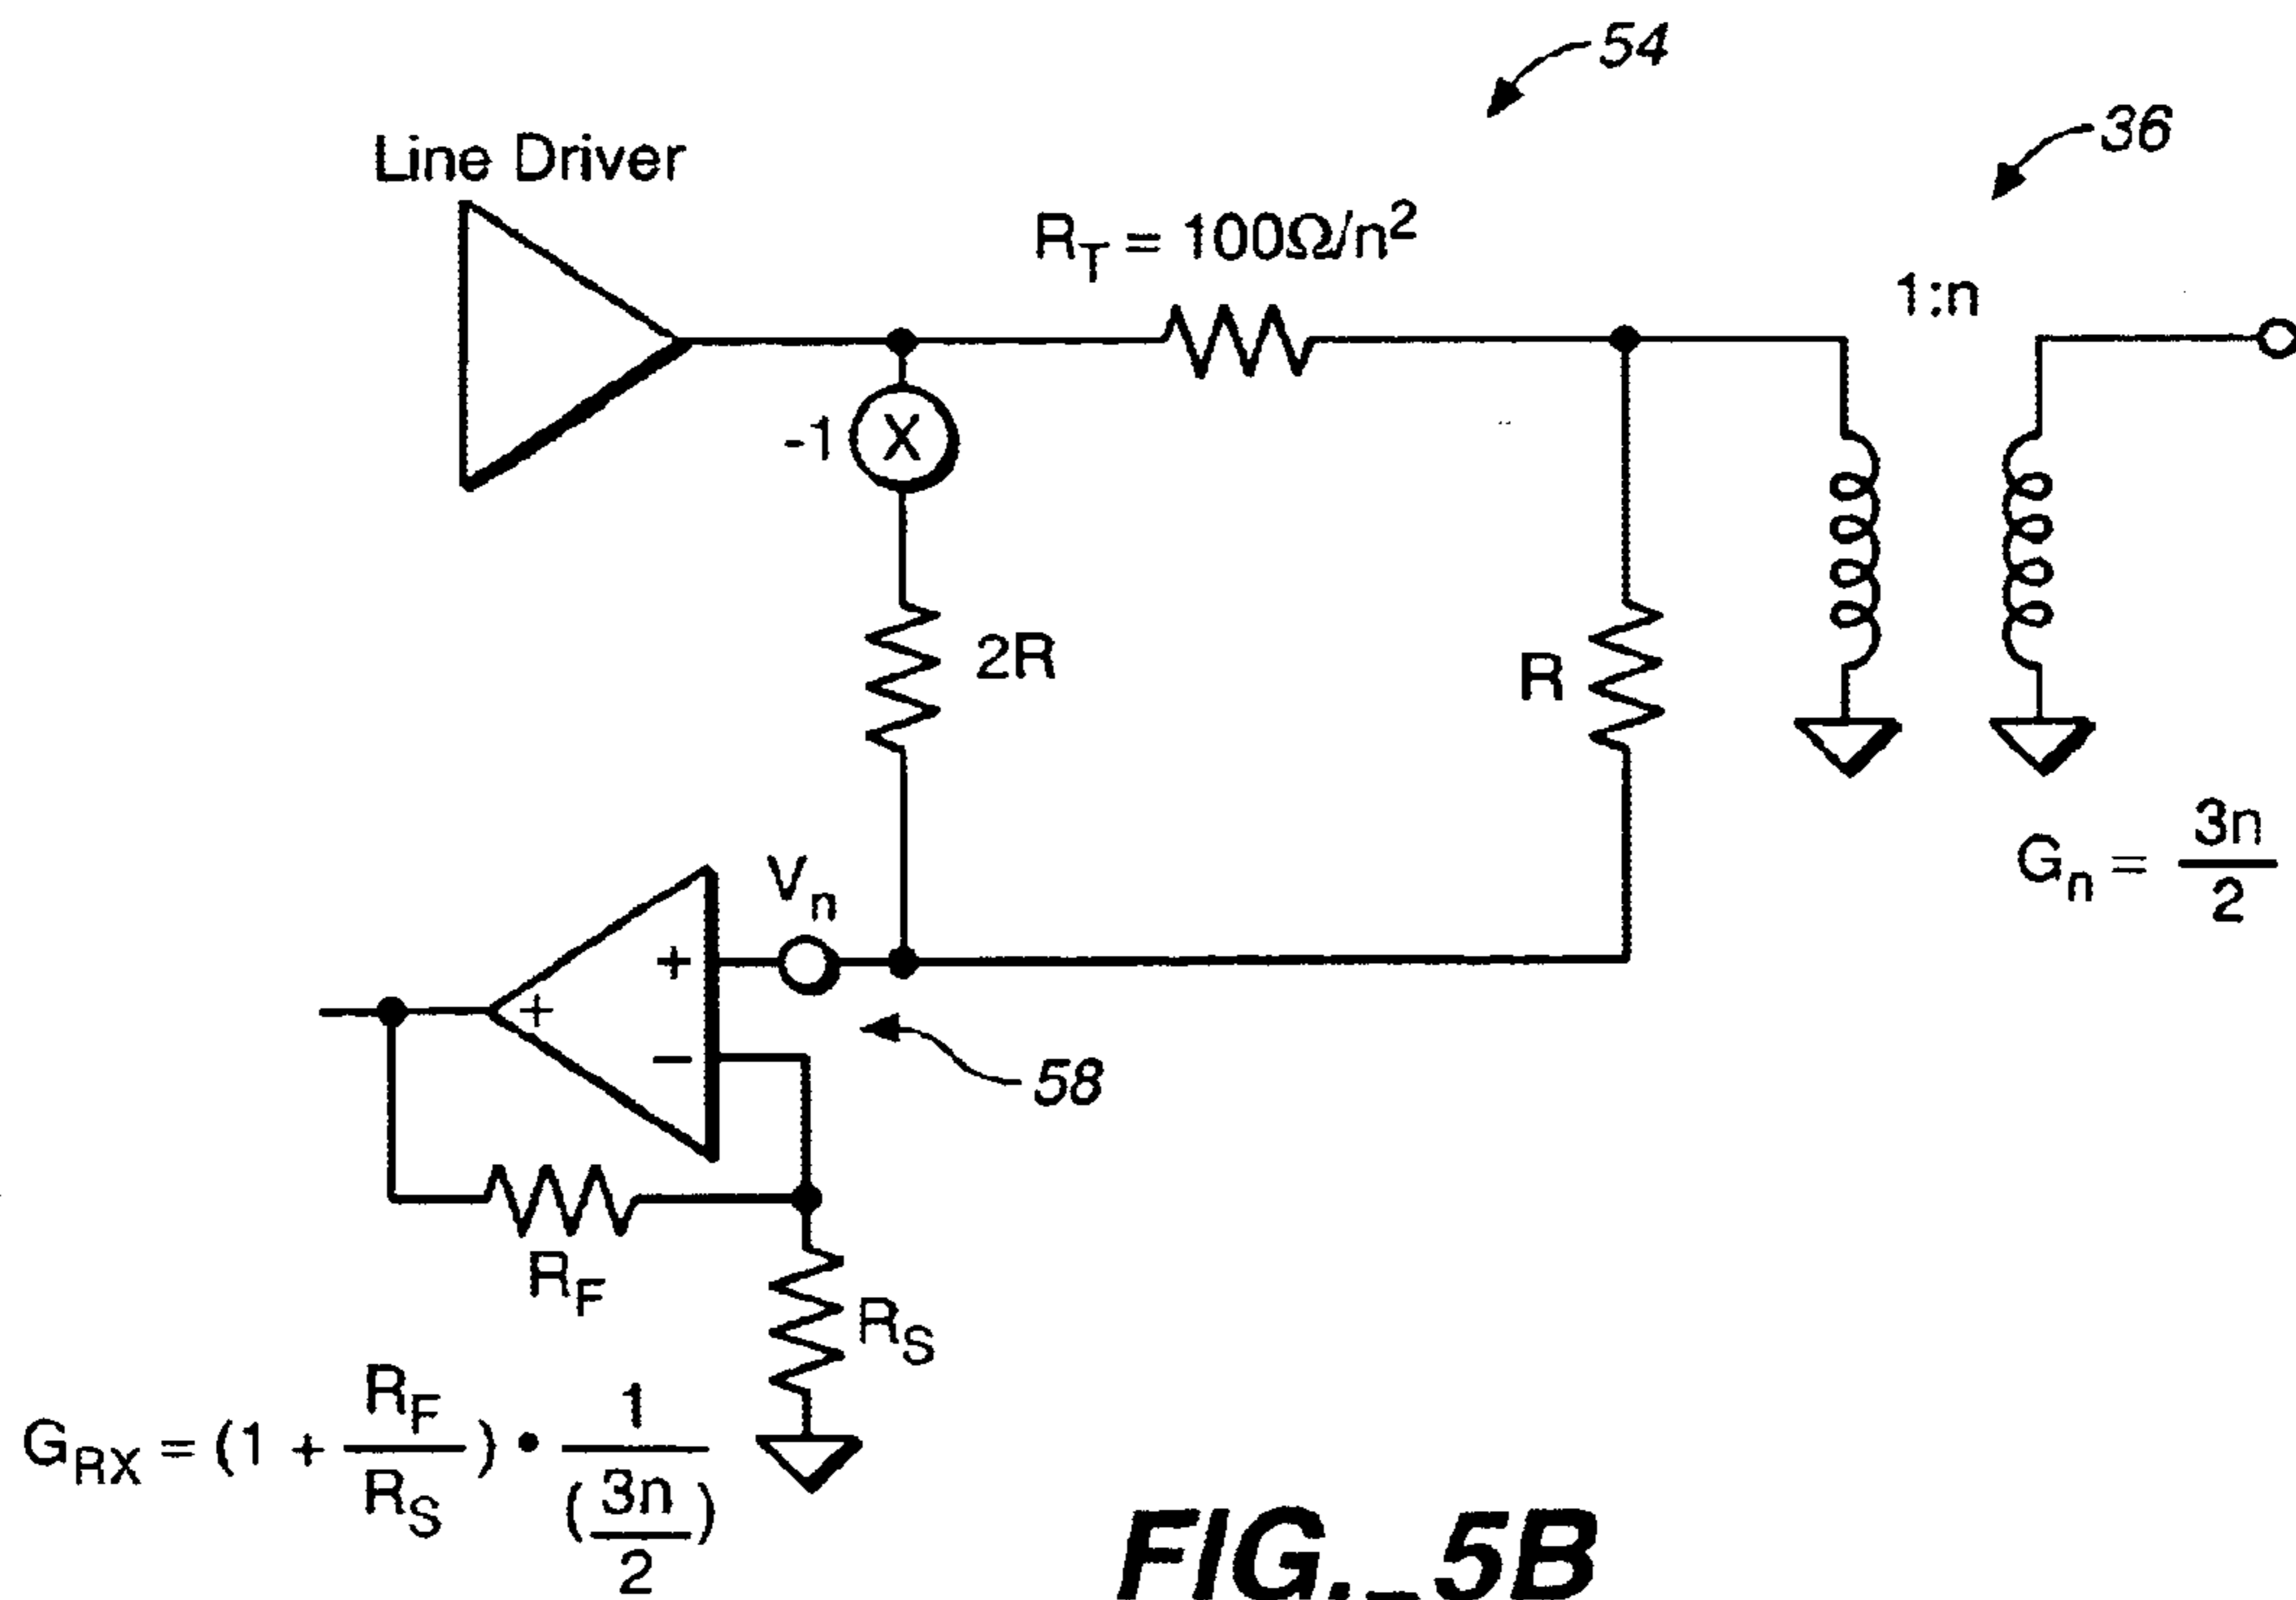 54
36
Line Driver
R_T = 100Ω/n²
1:n
-1
X
2R
R
G_n = 3n/2
V_n
+
+
−
58
R_F
R_S
G_RX = (1 + R_F/R_S) • 1/(3n/2)
FIG._5B